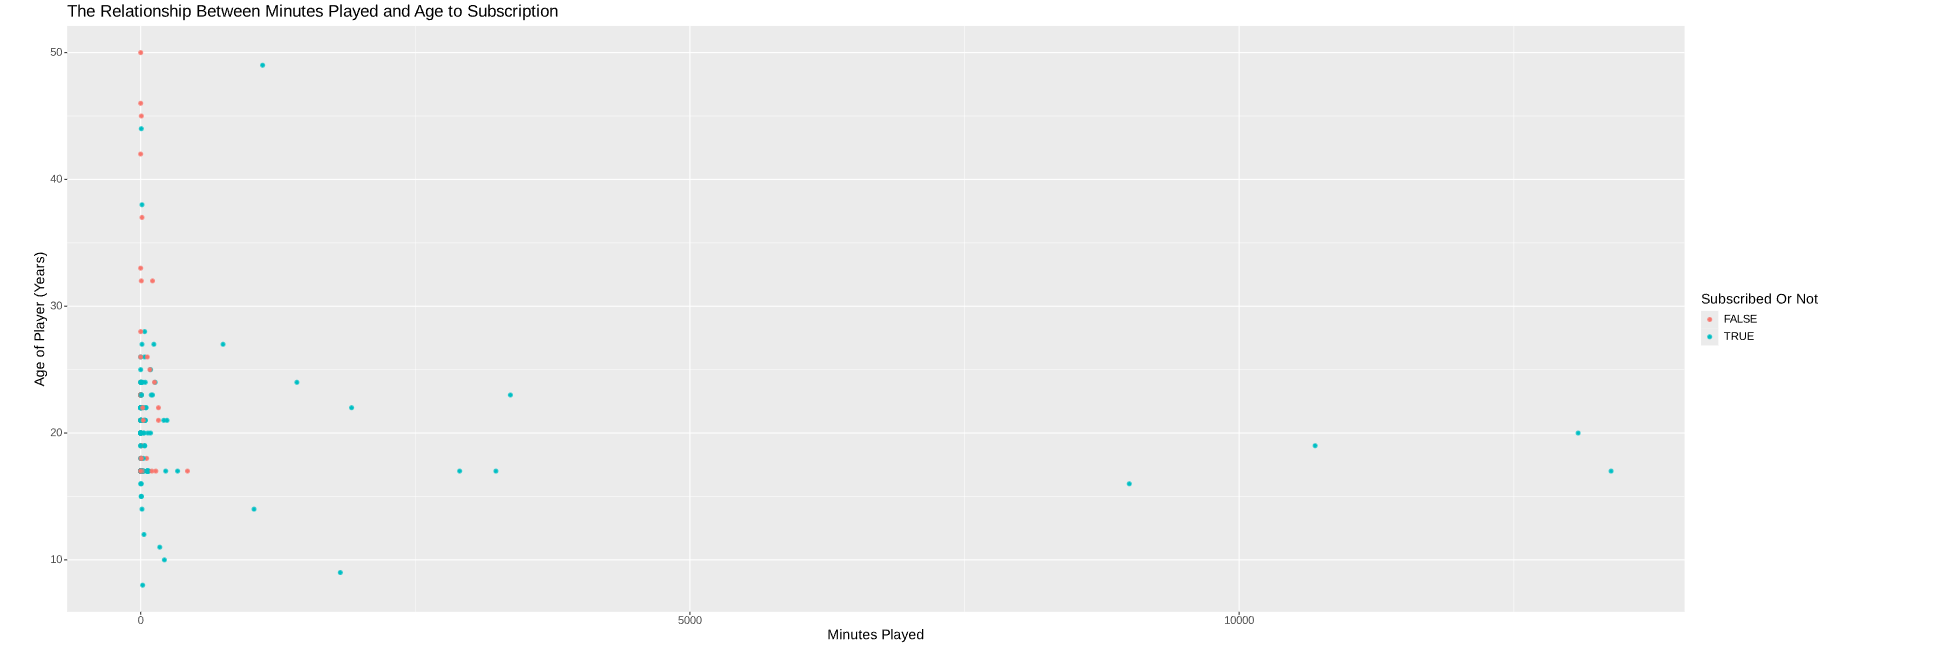 The Relationship Between Minutes Played and Age to Subscription
50
40
30
20
10
Age of Player (Years)
0
5000
10000
Minutes Played
Subscribed Or Not
FALSE
TRUE